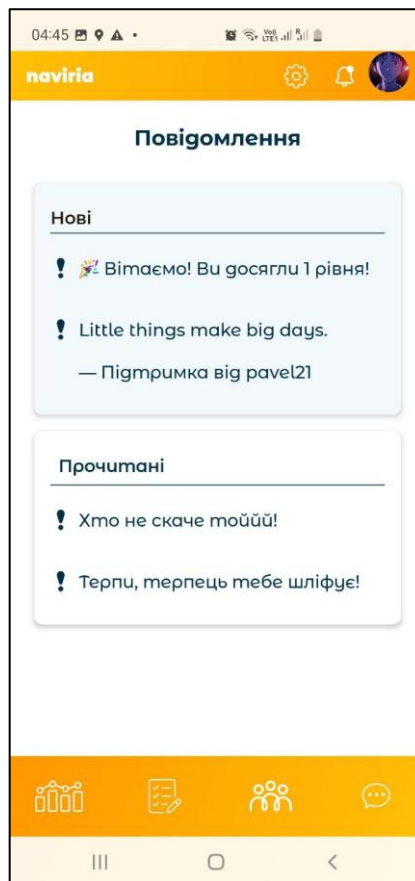 04:45
naviria
Повідомлення
Нові
🎉 Вітаємо! Ви досягли 1 рівня!
Little things make big days.
— Підтримка від pavel21
Прочитані
Хто не скаче тоййй!
Терпи, терпець тебе шліфує!